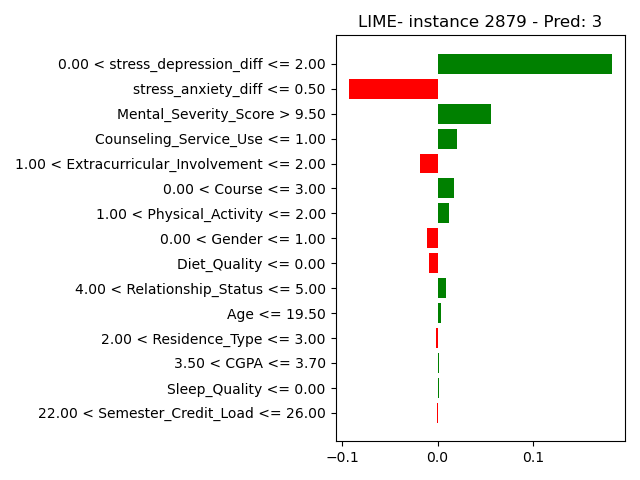 LIME- instance 2879 - Pred: 3
0.00 < stress_depression_diff <= 2.00
stress_anxiety_diff <= 0.50
Mental_Severity_Score > 9.50
Counseling_Service_Use <= 1.00
1.00 < Extracurricular_Involvement <= 2.00
0.00 < Course <= 3.00
1.00 < Physical_Activity <= 2.00
0.00 < Gender <= 1.00
Diet_Quality <= 0.00
4.00 < Relationship_Status <= 5.00
Age <= 19.50
2.00 < Residence_Type <= 3.00
3.50 < CGPA <= 3.70
Sleep_Quality <= 0.00
22.00 < Semester_Credit_Load <= 26.00
−0.1 0.0 0.1